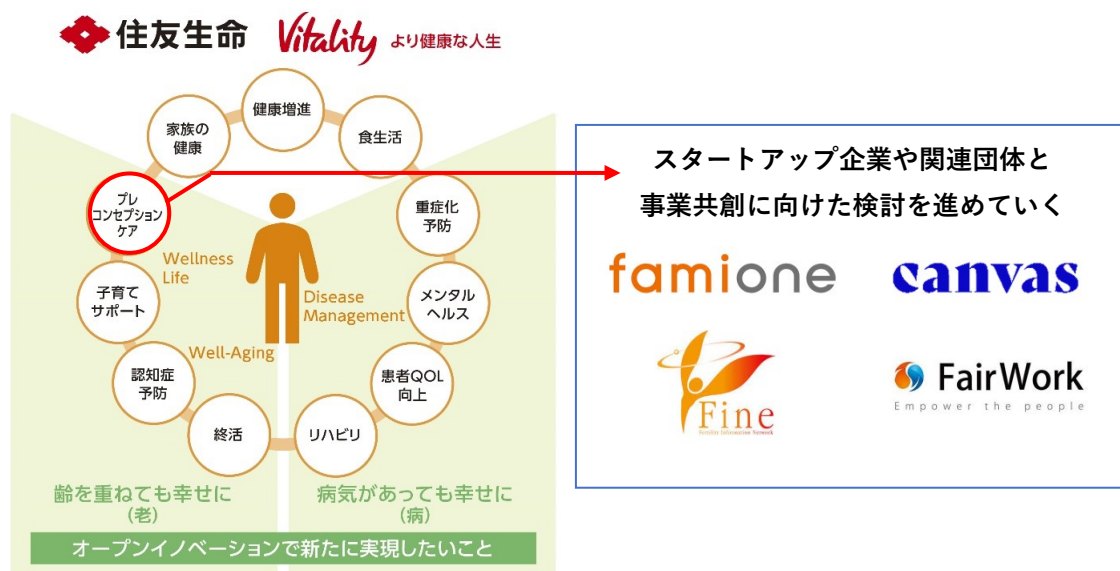 住友生命
Vitality
より健康な人生
健康増進
家族の
健康
食生活
プレ
コンセプション
ケア
重症化
予防
Wellness
Life
子育て
サポート
Disease
Management
メンタル
ヘルス
Well-Aging
認知症
予防
患者QOL
向上
終活
リハビリ
齢を重ねても幸せに
(老)
病気があっても幸せに
(病)
オープンイノベーションで新たに実現したいこと
スタートアップ企業や関連団体と
事業共創に向けた検討を進めていく
famione
canvas
Fine
Fertility Information Network
FairWork
Empower the people